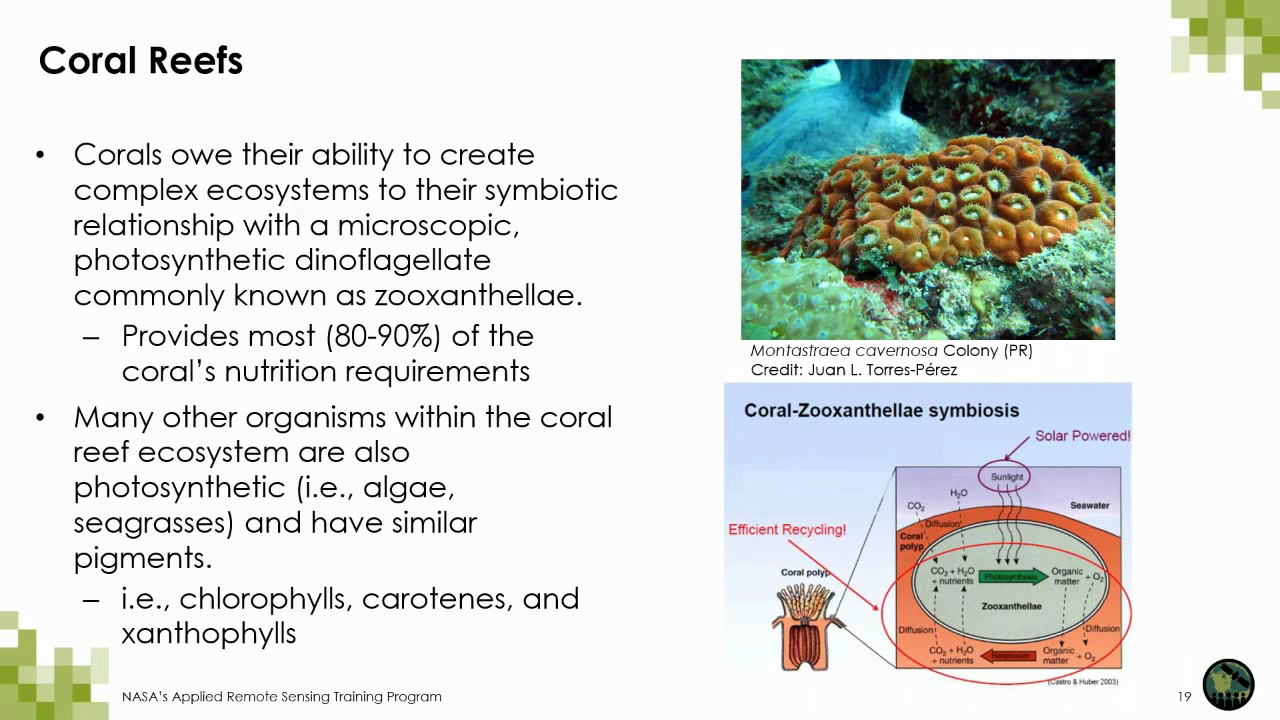 Coral Reefs
• Corals owe their ability to create
complex ecosystems to their symbiotic
relationship with a microscopic,
photosynthetic dinoflagellate
commonly known as zooxanthellae.
– Provides most (80-90%) of the
coral’s nutrition requirements
• Many other organisms within the coral
reef ecosystem are also
photosynthetic (i.e., algae,
seagrasses) and have similar
pigments.
– i.e., chlorophylls, carotenes, and
xanthophylls
Montastraea cavernosa Colony (PR)
Credit: Juan L. Torres-Pérez
Coral-Zooxanthellae symbiosis
Solar Powered!
Sunlight
H₂O
CO₂
Seawater
Diffusion
Efficient Recycling!
Coral
polyp
Coral polyp
CO₂ + H₂O
+ nutrients
Photosynthesis
Organic
matter
+ O₂
Zooxanthellae
Diffusion
Diffusion
CO₂ + H₂O
+ nutrients
Respiration
Organic
matter
+ O₂
(Castro & Huber 2003)
NASA’s Applied Remote Sensing Training Program
19